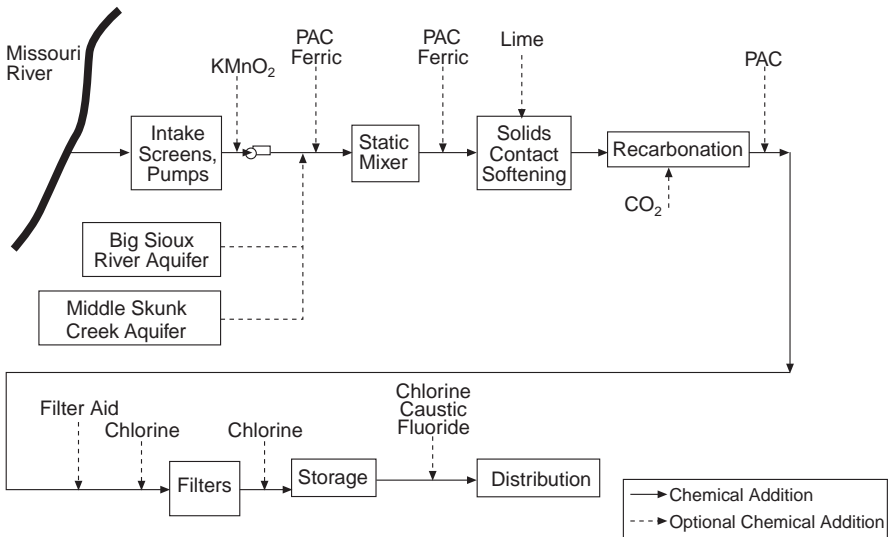 Missouri
River
KMnO₂
PAC
Ferric
PAC
Ferric
Lime
PAC
Intake
Screens,
Pumps
Static
Mixer
Solids
Contact
Softening
Recarbonation
CO₂
Big Sioux
River Aquifer
Middle Skunk
Creek Aquifer
Filter Aid
Chlorine
Chlorine
Chlorine
Caustic
Fluoride
Filters
Storage
Distribution
Chemical Addition
Optional Chemical Addition